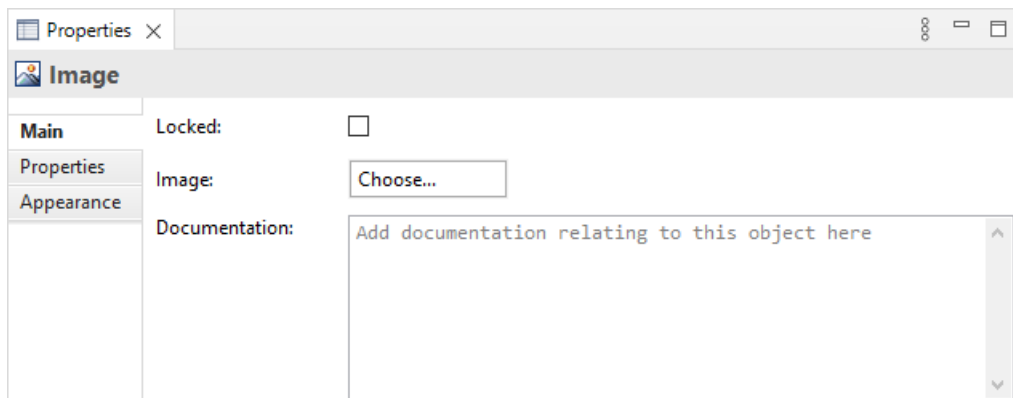 Properties
Image
Main
Properties
Appearance
Locked:
Image:
Choose...
Documentation:
Add documentation relating to this object here